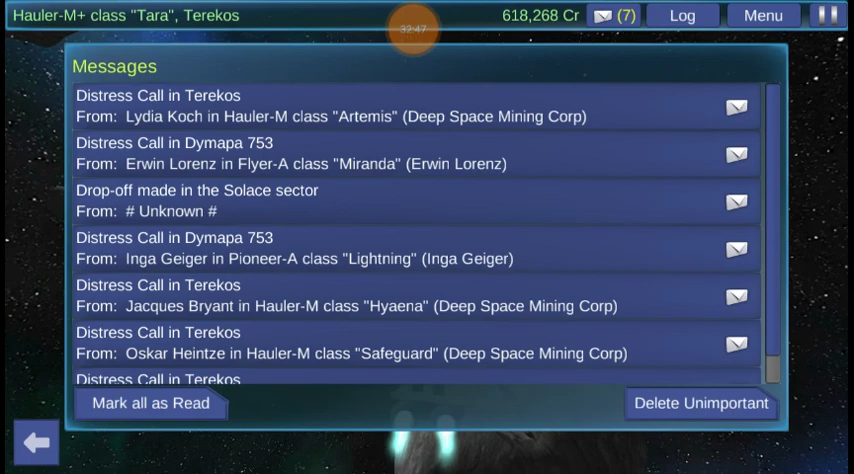 Hauler-M+ class "Tara", Terekos
618,268 Cr
(7)
Log
Menu
32:47
Messages
Distress Call in Terekos
From: Lydia Koch in Hauler-M class "Artemis" (Deep Space Mining Corp)
Distress Call in Dymapa 753
From: Erwin Lorenz in Flyer-A class "Miranda" (Erwin Lorenz)
Drop-off made in the Solace sector
From: # Unknown #
Distress Call in Dymapa 753
From: Inga Geiger in Pioneer-A class "Lightning" (Inga Geiger)
Distress Call in Terekos
From: Jacques Bryant in Hauler-M class "Hyaena" (Deep Space Mining Corp)
Distress Call in Terekos
From: Oskar Heintze in Hauler-M class "Safeguard" (Deep Space Mining Corp)
Distress Call in Terekos
Mark all as Read
Delete Unimportant